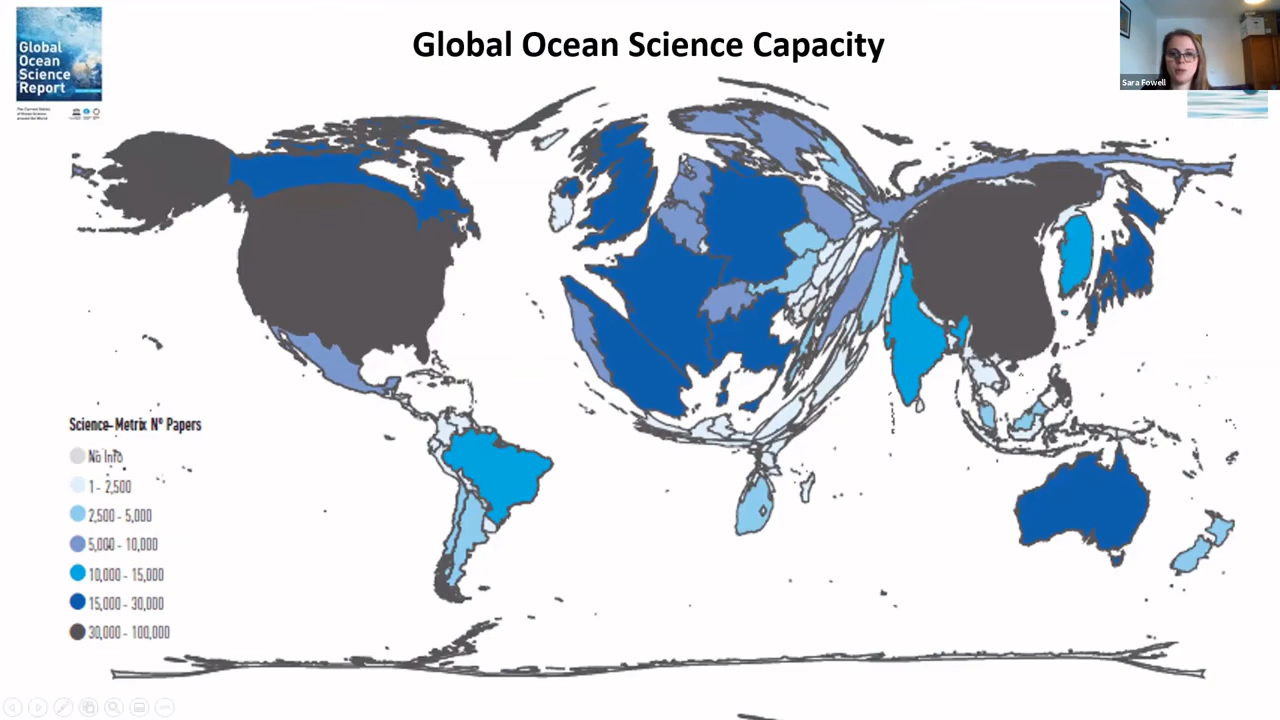 Global Ocean Science Capacity
Global
Ocean
Science
Report
Sara Fowell
Science-Metrix Nº Papers
No Info
1 - 2,500
2,500 - 5,000
5,000 - 10,000
10,000 - 15,000
15,000 - 30,000
30,000 - 100,000